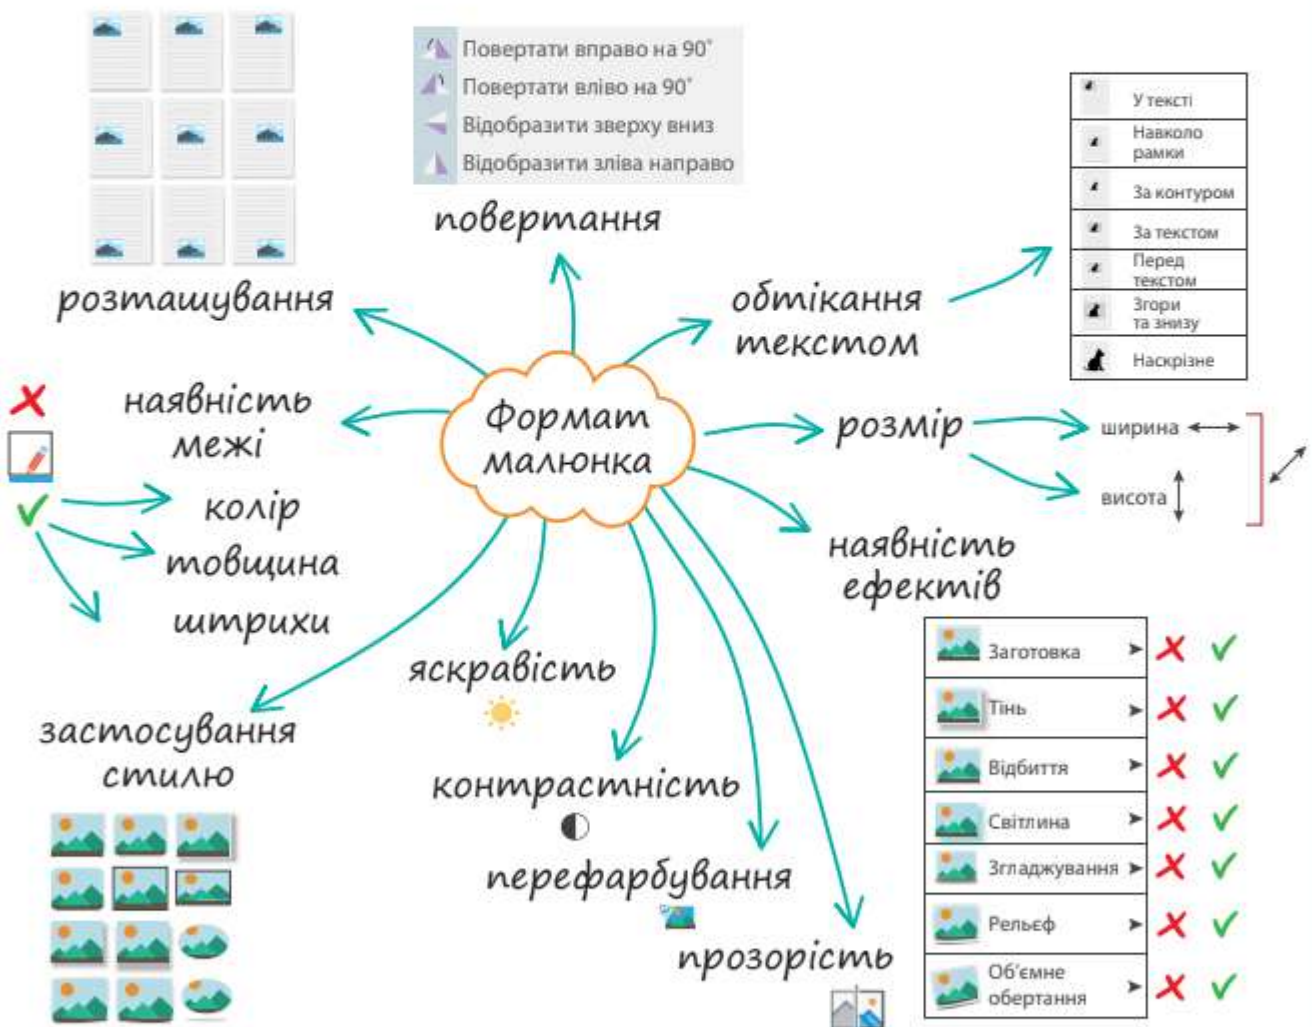 Повертати вправо на 90˚
Повертати вліво на 90˚
Відобразити зверху вниз
Відобразити зліва направо
повертання
розташування
обтікання
текстом
У тексті
Навколо
рамки
За контуром
За текстом
Перед
текстом
Згори
та знизу
Наскрізне
Формат
малюнка
наявність
межі
колір
товщина
штрихи
розмір
ширина
висота
наявність
ефектів
Заготовка
Тінь
Відбиття
Світлина
Згладжування
Рельєф
Об'ємне
обертання
застосування
стилю
яскравість
контрастність
перефарбування
прозорість